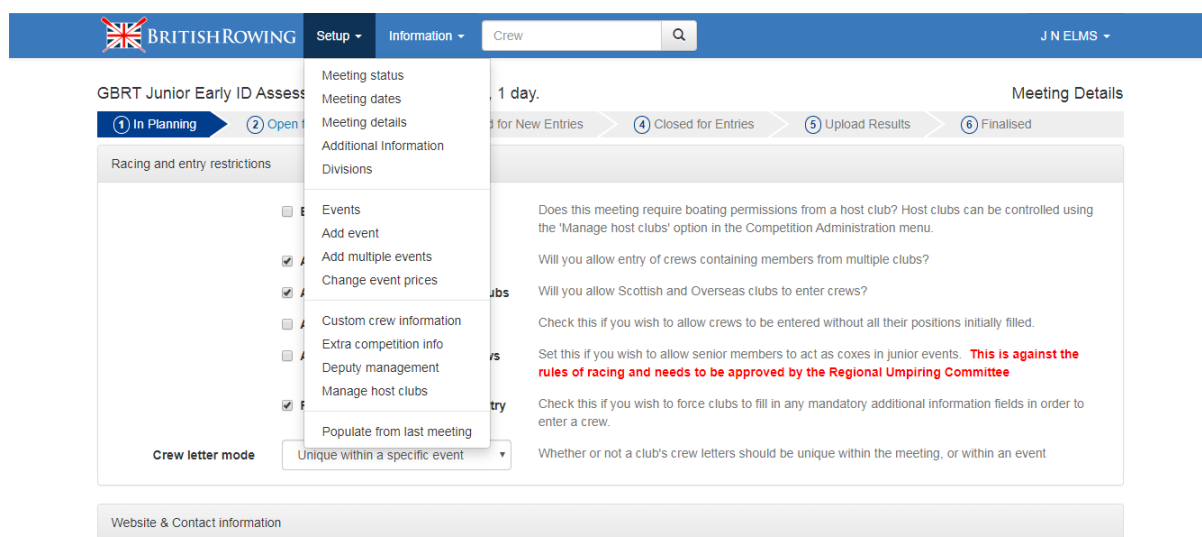 BRITISHROWING Setup Information Crew J N ELMS
GBRT Junior Early ID Assess , 1 day. Meeting Details
1 In Planning 2 Open for New Entries 4 Closed for Entries 5 Upload Results 6 Finalised
Racing and entry restrictions
Meeting status
Meeting dates
Meeting details
Additional Information
Divisions
Events
Add event
Add multiple events
Change event prices
Custom crew information
Extra competition info
Deputy management
Manage host clubs
Populate from last meeting
Does this meeting require boating permissions from a host club? Host clubs can be controlled using
the 'Manage host clubs' option in the Competition Administration menu.
Will you allow entry of crews containing members from multiple clubs?
ubs Will you allow Scottish and Overseas clubs to enter crews?
Check this if you wish to allow crews to be entered without all their positions initially filled.
vs Set this if you wish to allow senior members to act as coxes in junior events. This is against the
rules of racing and needs to be approved by the Regional Umpiring Committee
try Check this if you wish to force clubs to fill in any mandatory additional information fields in order to
enter a crew.
Crew letter mode Unique within a specific event Whether or not a club's crew letters should be unique within the meeting, or within an event
Website & Contact information